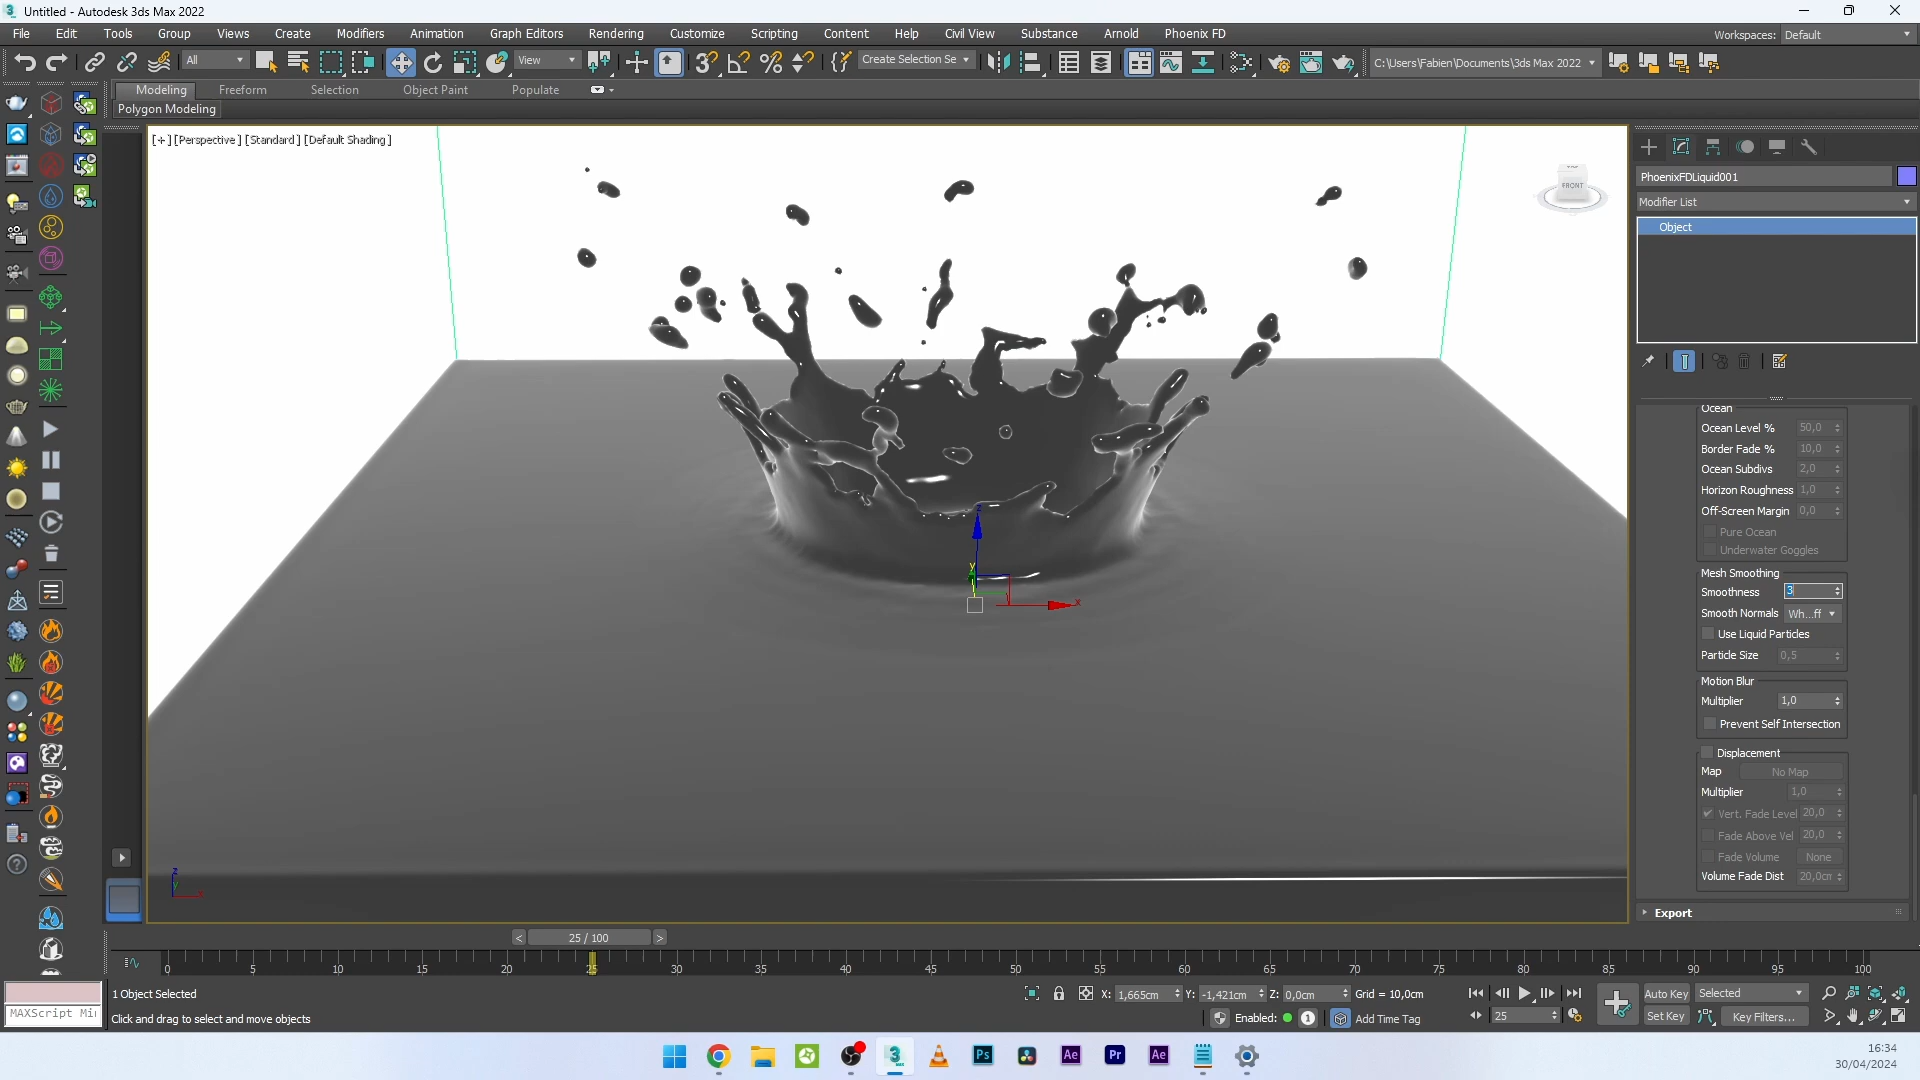 Untitled - Autodesk 3ds Max 2022
File Edit Tools Group Views Create Modifiers Animation Graph Editors Rendering Customize Scripting Content Help Civil View Substance Arnold Phoenix FD
Workspaces: Default
All View Create Selection Se C:\Users\Fabien\Documents\3ds Max 2022
Modeling Freeform Selection Object Paint Populate
Polygon Modeling
[+] [Perspective] [Standard] [Default Shading]
FRONT
PhoenixFDLiquid001
Modifier List
Object
Ocean
Ocean Level % 50,0
Border Fade % 10,0
Ocean Subdivs 2,0
Horizon Roughness 1,0
Off-Screen Margin 0,0
Pure Ocean
Underwater Goggles
Mesh Smoothing
Smoothness 3
Smooth Normals Wh...ff
Use Liquid Particles
Particle Size 0,5
Motion Blur
Multiplier 1,0
Prevent Self Intersection
Displacement
Map No Map
Multiplier 1,0
Vert. Fade Level 20,0
Fade Above Vel 20,0
Fade Volume None
Volume Fade Dist 20,0cm
Export
z
y
x
z
y
x
< 25 / 100 >
0 5 10 15 20 25 30 35 40 45 50 55 60 65 70 75 80 85 90 95 100
1 Object Selected
X: 1,665cm Y: -1,421cm Z: 0,0cm Grid = 10,0cm
Auto Key Selected
MAXScript Mi
Click and drag to select and move objects
Enabled: 1 Add Time Tag
25
Set Key Key Filters...
3 MAX Ps Ae Pr Ae
16:34
30/04/2024